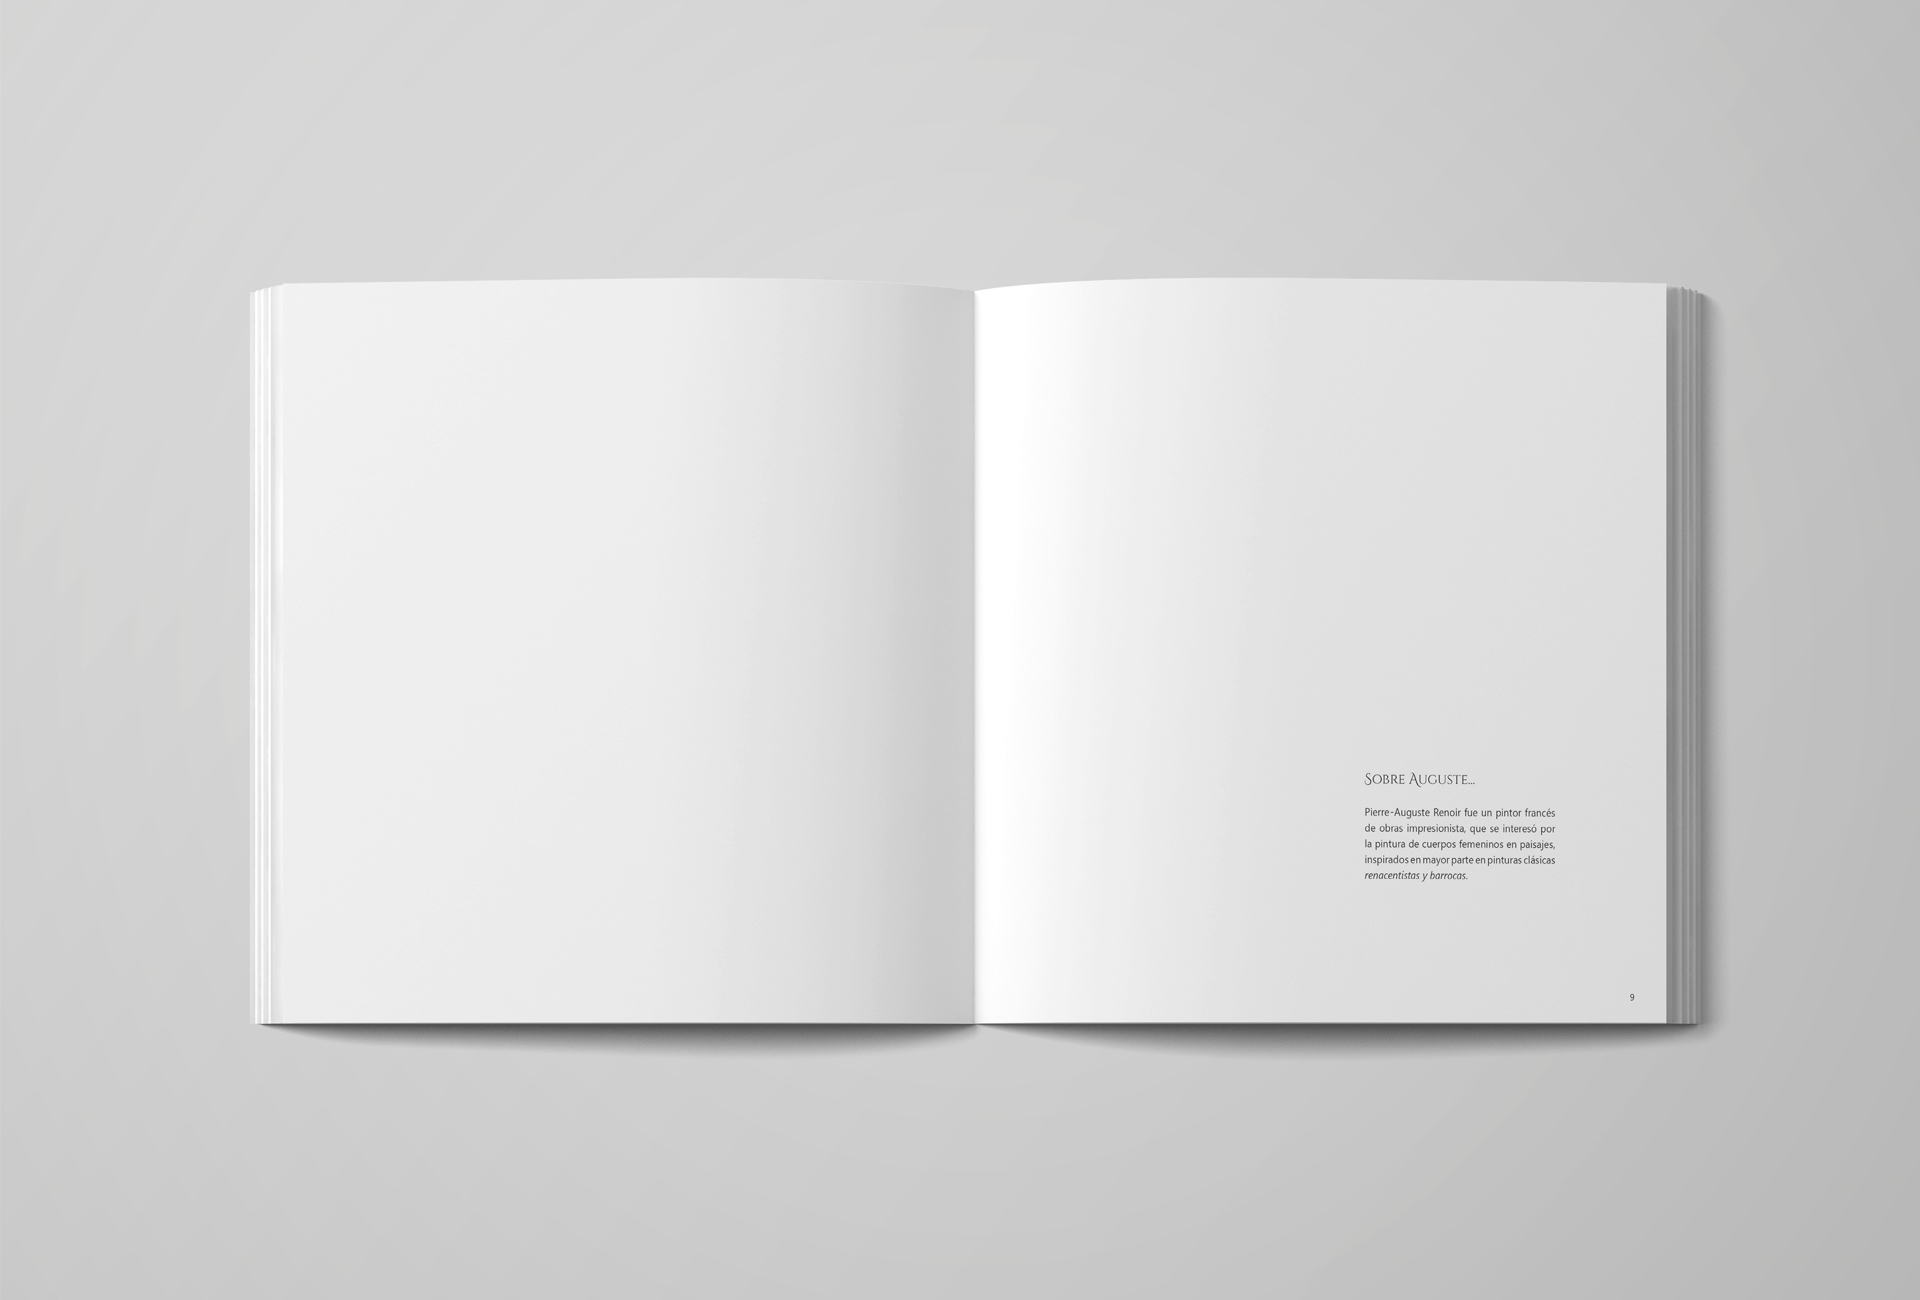 Sobre Auguste...
Pierre-Auguste Renoir fue un pintor francés
de obras impresionista, que se interesó por
la pintura de cuerpos femeninos en paisajes,
inspirados en mayor parte en pinturas clásicas
renacentistas y barrocas.
9